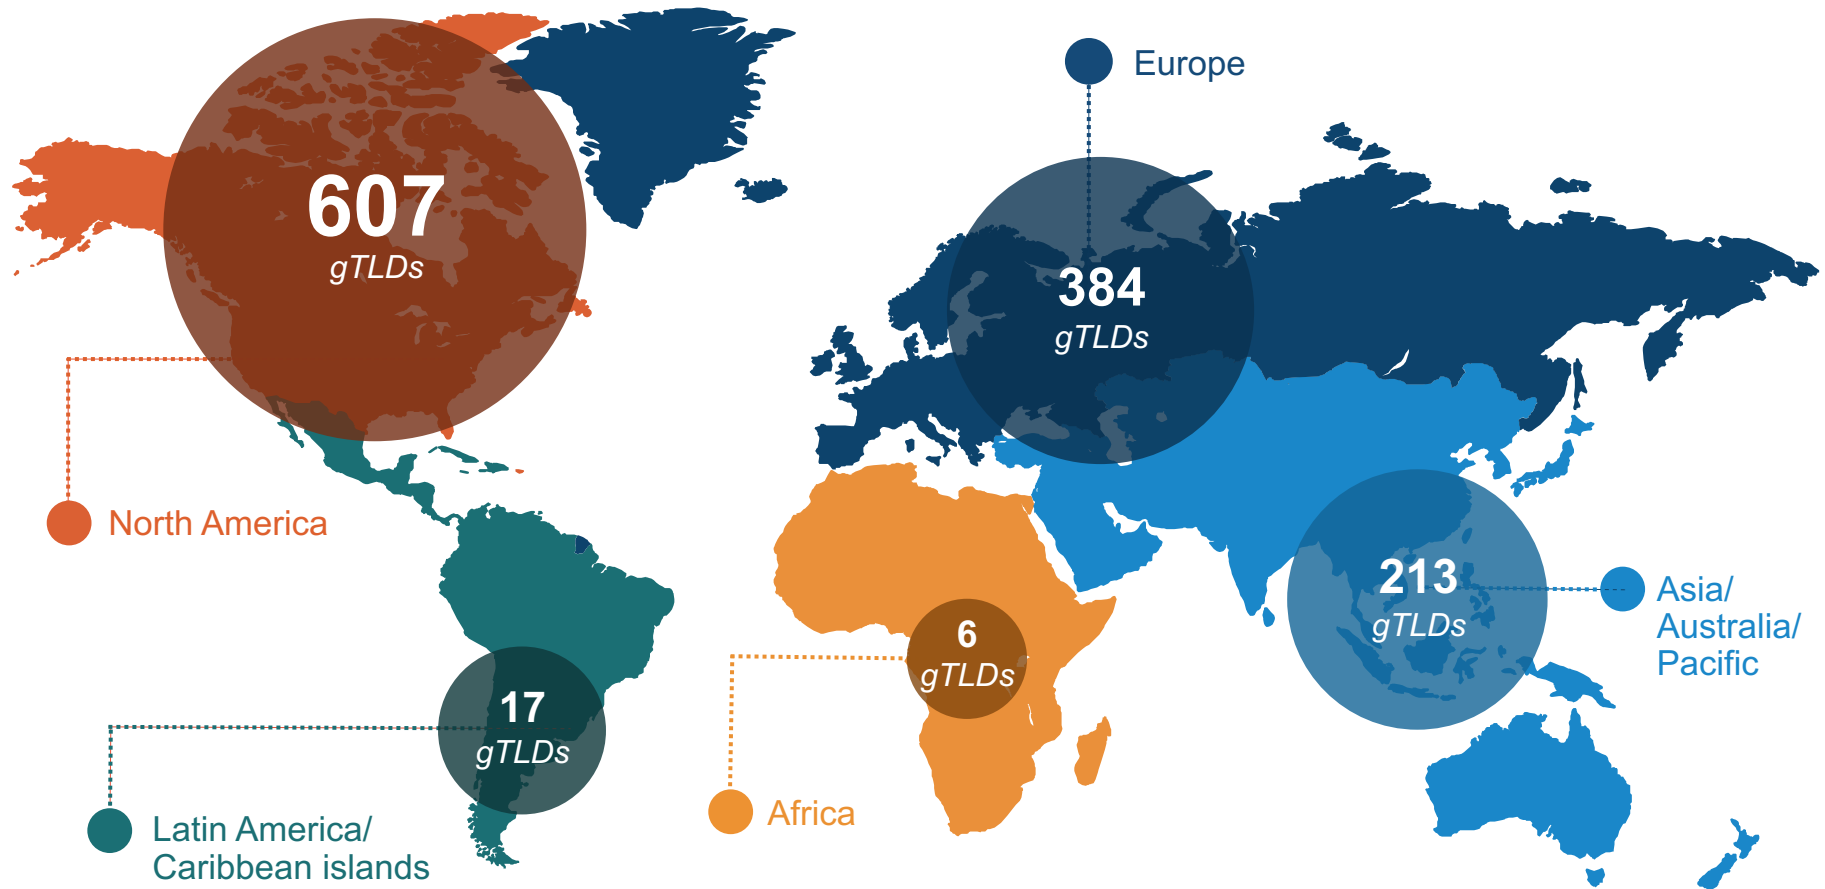 Europe
607
gTLDs
384
gTLDs
North America
213
gTLDs
Asia/
Australia/
Pacific
6
gTLDs
17
gTLDs
Africa
Latin America/
Caribbean islands